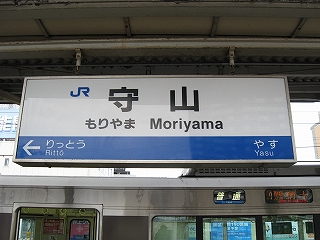 JR 守山
もりやま Moriyama
← りっとう やす
Rittō Yasu
普通